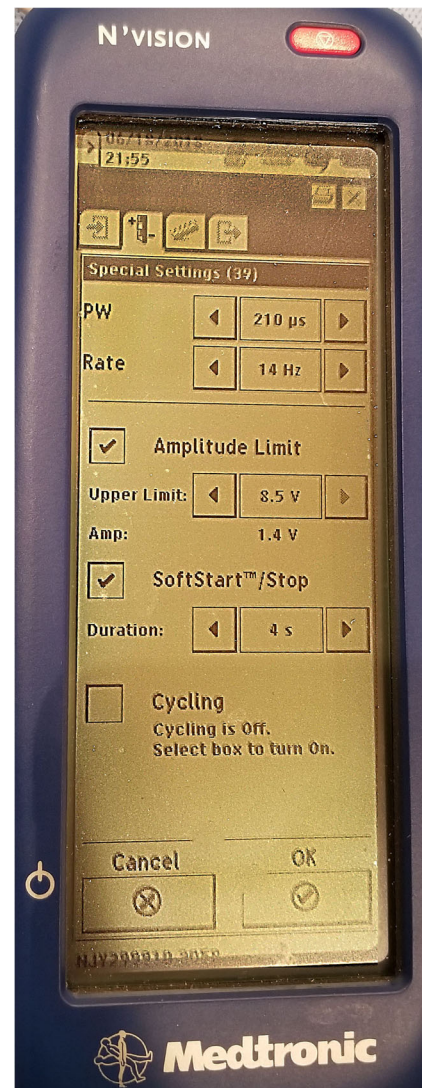 N'VISION
21:55
Special Settings (39)
PW 210 µs
Rate 14 Hz
Amplitude Limit
Upper Limit: 8.5 V
Amp: 1.4 V
SoftStart™/Stop
Duration: 4 s
Cycling
Cycling is Off.
Select box to turn On.
Cancel OK
Medtronic